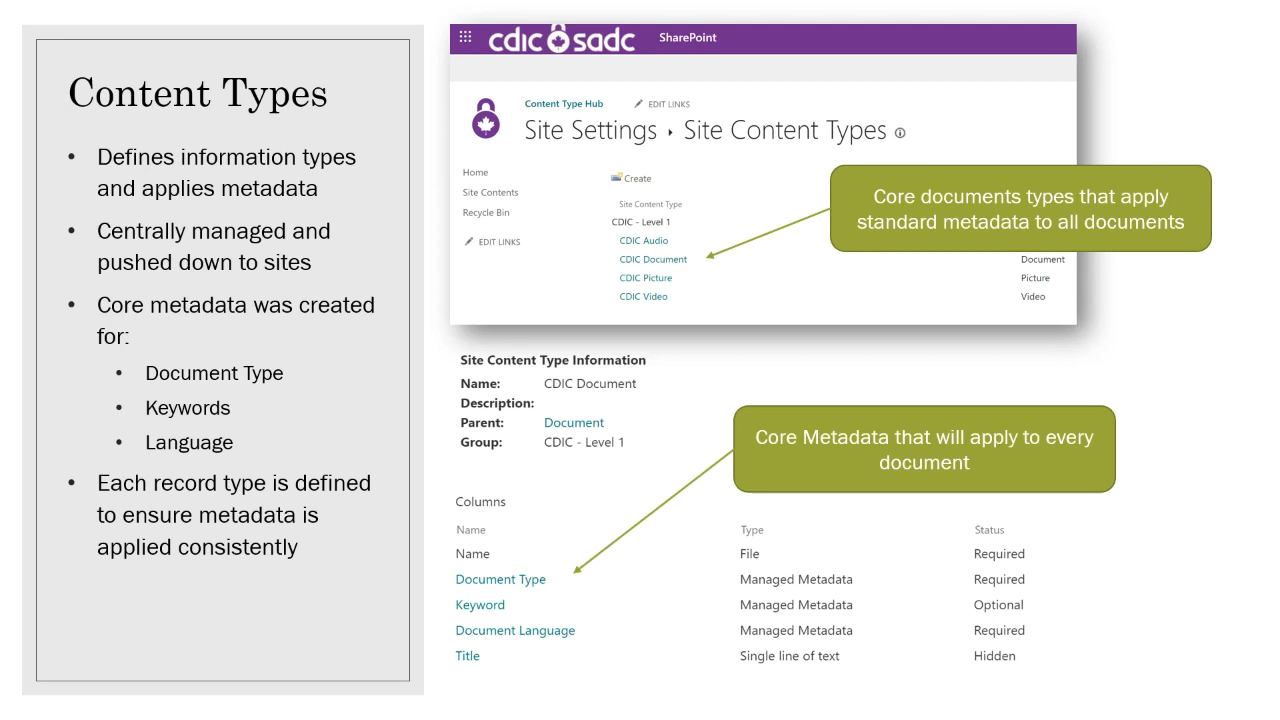 Content Types
• Defines information types
and applies metadata
• Centrally managed and
pushed down to sites
• Core metadata was created
for:
• Document Type
• Keywords
• Language
• Each record type is defined
to ensure metadata is
applied consistently
cdic sadc SharePoint
Content Type Hub EDIT LINKS
Site Settings ▸ Site Content Types
Home
Site Contents
Recycle Bin
EDIT LINKS
Create
Site Content Type
CDIC - Level 1
CDIC Audio
CDIC Document Document
CDIC Picture Picture
CDIC Video Video
Core documents types that apply
standard metadata to all documents
Site Content Type Information
Name: CDIC Document
Description:
Parent: Document
Group: CDIC - Level 1
Core Metadata that will apply to every
document
Columns
Name Type Status
Name File Required
Document Type Managed Metadata Required
Keyword Managed Metadata Optional
Document Language Managed Metadata Required
Title Single line of text Hidden